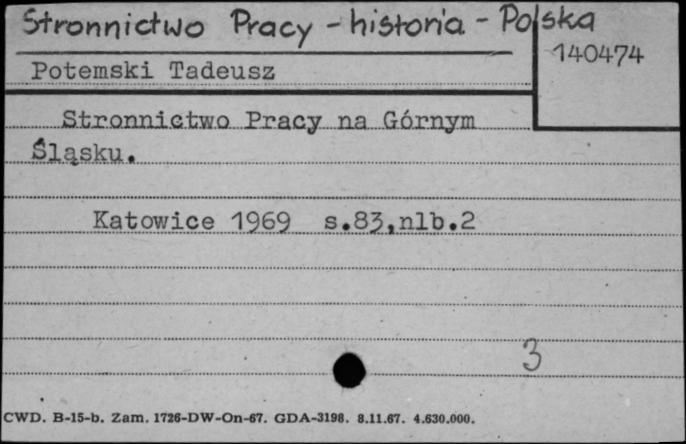 Stronnictwo Pracy - historia - Polska
140474
Potemski Tadeusz
Stronnictwo Pracy na Górnym
Śląsku.
Katowice 1969 s.83,nlb.2
3
CWD. B-15-b. Zam. 1726-DW-On-67. GDA-3198. 8.11.67. 4.630.000.